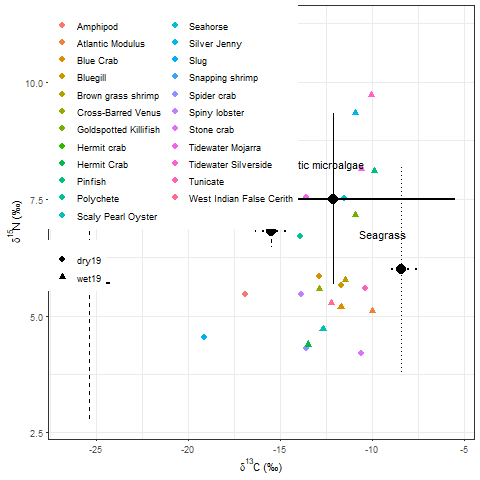 Amphipod
Atlantic Modulus
Blue Crab
Bluegill
Brown grass shrimp
Cross-Barred Venus
Goldspotted Killifish
Hermit crab
Hermit Crab
Pinfish
Polychete
Scaly Pearl Oyster
Seahorse
Silver Jenny
Slug
Snapping shrimp
Spider crab
Spiny lobster
Stone crab
Tidewater Mojarra
Tidewater Silverside
Tunicate
West Indian False Cerith
dry19
wet19
tic microalgae
Seagrass
10.0
7.5
5.0
2.5
δ15N (‰)
-25
-20
-15
-10
-5
δ13C (‰)